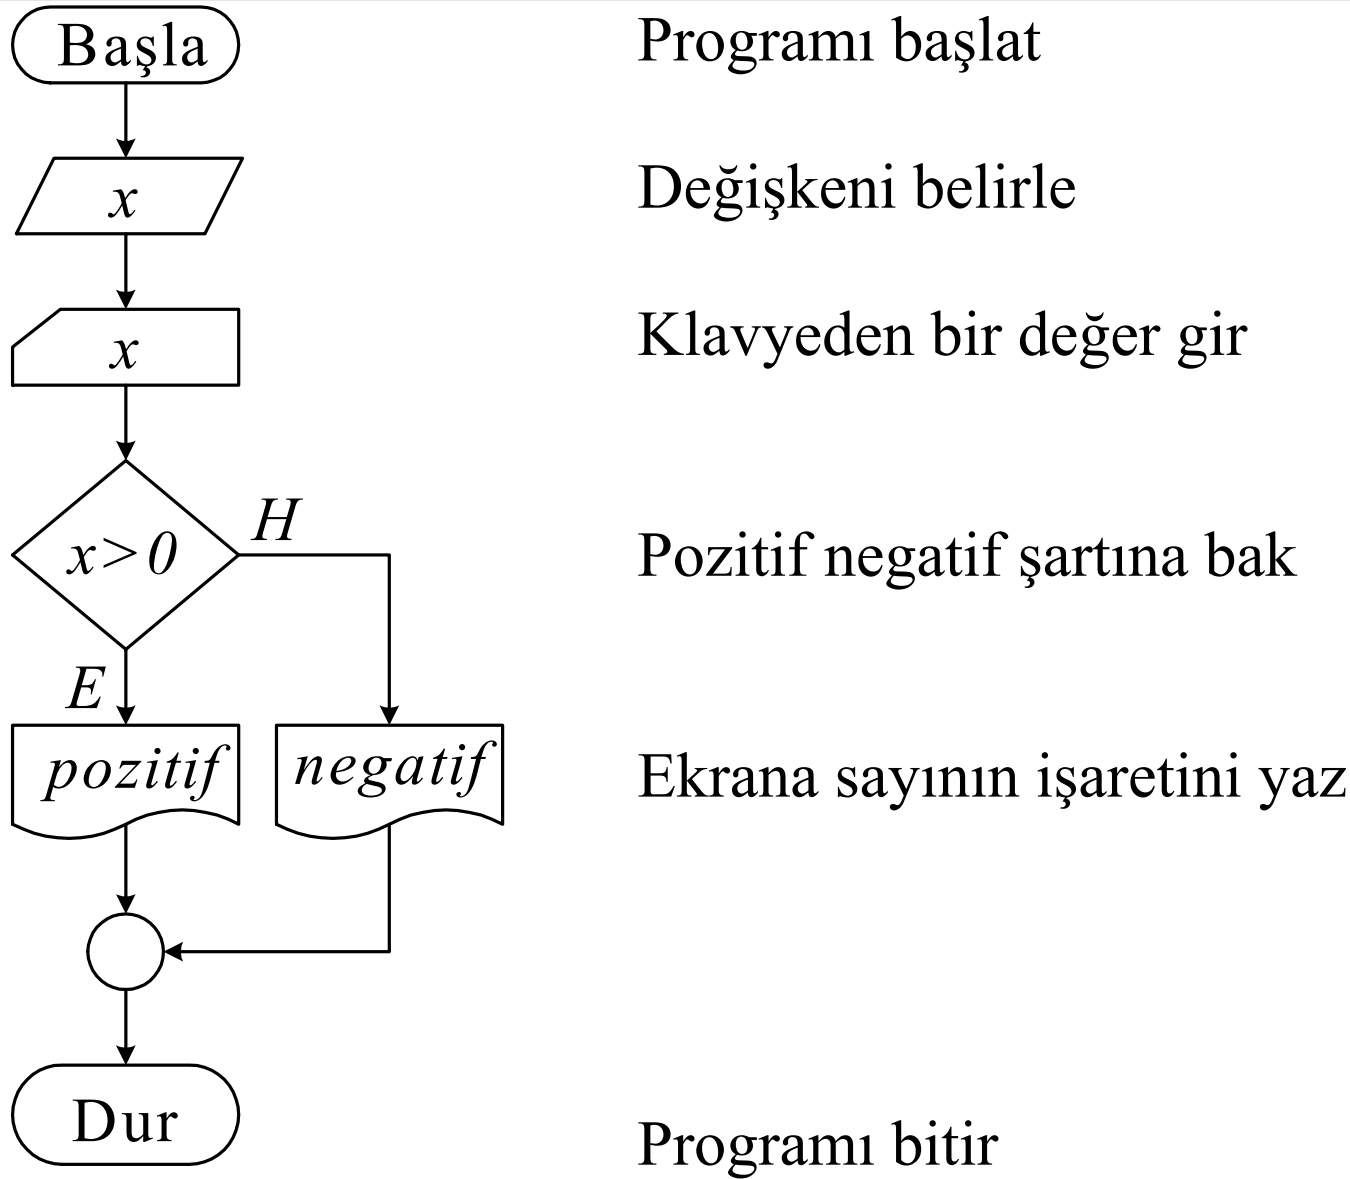 Başla
Programı başlat
x
Değişkeni belirle
x
Klavyeden bir değer gir
H
x>0
Pozitif negatif şartına bak
E
pozitif
negatif
Ekrana sayının işaretini yaz
Dur
Programı bitir